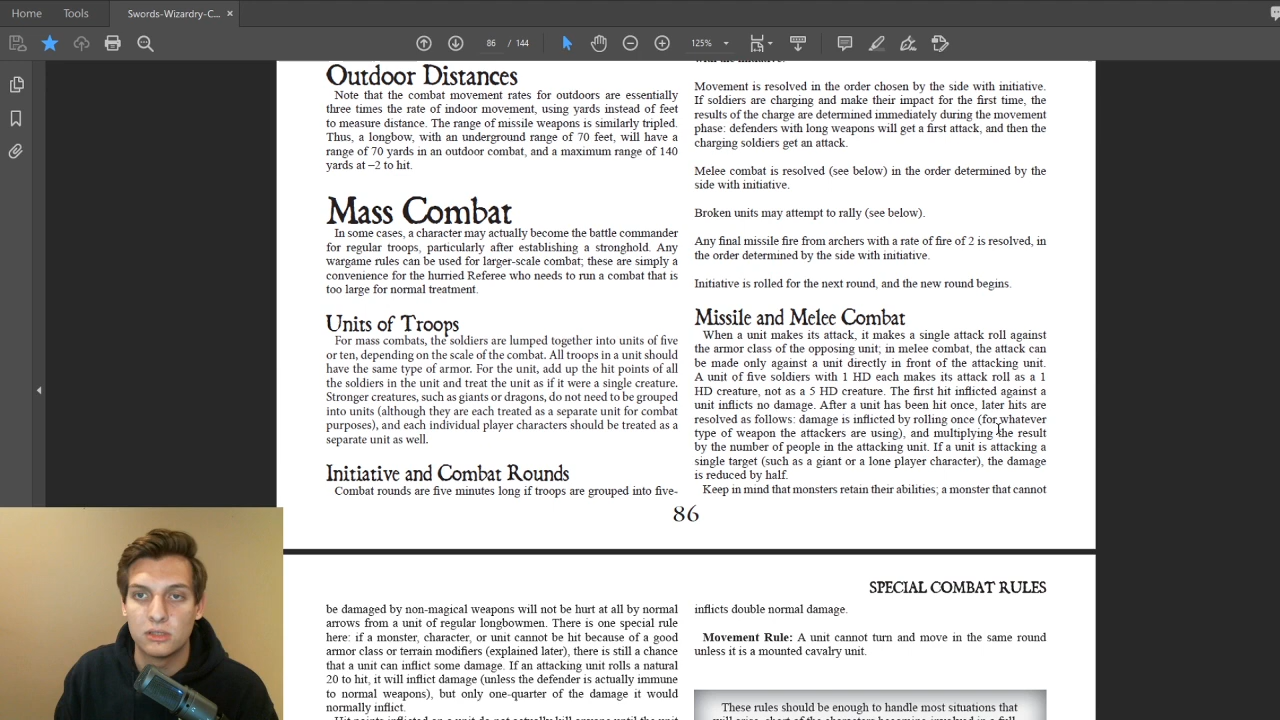 Home
Tools
Swords-Wizardry-C...
86 / 144
125%
Outdoor Distances
Note that the combat movement rates for outdoors are essentially
three times the rate of indoor movement, using yards instead of feet
to measure distance. The range of missile weapons is similarly tripled.
Thus, a longbow, with an underground range of 70 feet, will have a
range of 70 yards in an outdoor combat, and a maximum range of 140
yards at –2 to hit.
Mass Combat
In some cases, a character may actually become the battle commander
for regular troops, particularly after establishing a stronghold. Any
wargame rules can be used for larger-scale combat; these are simply a
convenience for the hurried Referee who needs to run a combat that is
too large for normal treatment.
Units of Troops
For mass combats, the soldiers are lumped together into units of five
or ten, depending on the scale of the combat. All troops in a unit should
have the same type of armor. For the unit, add up the hit points of all
the soldiers in the unit and treat the unit as if it were a single creature.
Stronger creatures, such as giants or dragons, do not need to be grouped
into units (although they are each treated as a separate unit for combat
purposes), and each individual player characters should be treated as a
separate unit as well.
Initiative and Combat Rounds
Combat rounds are five minutes long if troops are grouped into five-
with the initiative.
Movement is resolved in the order chosen by the side with initiative.
If soldiers are charging and make their impact for the first time, the
results of the charge are determined immediately during the movement
phase: defenders with long weapons will get a first attack, and then the
charging soldiers get an attack.
Melee combat is resolved (see below) in the order determined by the
side with initiative.
Broken units may attempt to rally (see below).
Any final missile fire from archers with a rate of fire of 2 is resolved, in
the order determined by the side with initiative.
Initiative is rolled for the next round, and the new round begins.
Missile and Melee Combat
When a unit makes its attack, it makes a single attack roll against
the armor class of the opposing unit; in melee combat, the attack can
be made only against a unit directly in front of the attacking unit.
A unit of five soldiers with 1 HD each makes its attack roll as a 1
HD creature, not as a 5 HD creature. The first hit inflicted against a
unit inflicts no damage. After a unit has been hit once, later hits are
resolved as follows: damage is inflicted by rolling once (for whatever
type of weapon the attackers are using), and multiplying the result
by the number of people in the attacking unit. If a unit is attacking a
single target (such as a giant or a lone player character), the damage
is reduced by half.
Keep in mind that monsters retain their abilities; a monster that cannot
86
SPECIAL COMBAT RULES
be damaged by non-magical weapons will not be hurt at all by normal
arrows from a unit of regular longbowmen. There is one special rule
here: if a monster, character, or unit cannot be hit because of a good
armor class or terrain modifiers (explained later), there is still a chance
that a unit can inflict some damage. If an attacking unit rolls a natural
20 to hit, it will inflict damage (unless the defender is actually immune
to normal weapons), but only one-quarter of the damage it would
normally inflict.
Hit points inflicted on a unit do not actually kill anyone until the unit
inflicts double normal damage.
Movement Rule: A unit cannot turn and move in the same round
unless it is a mounted cavalry unit.
These rules should be enough to handle most situations that